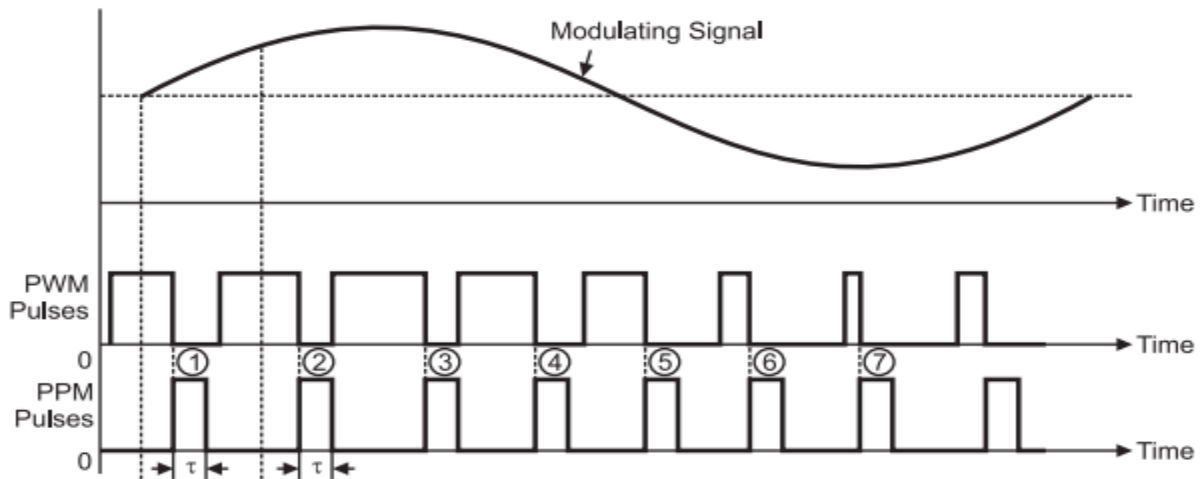 Modulating Signal
Time
PWM
Pulses
0
Time
① ② ③ ④ ⑤ ⑥ ⑦
PPM
Pulses
0
Time
τ τ